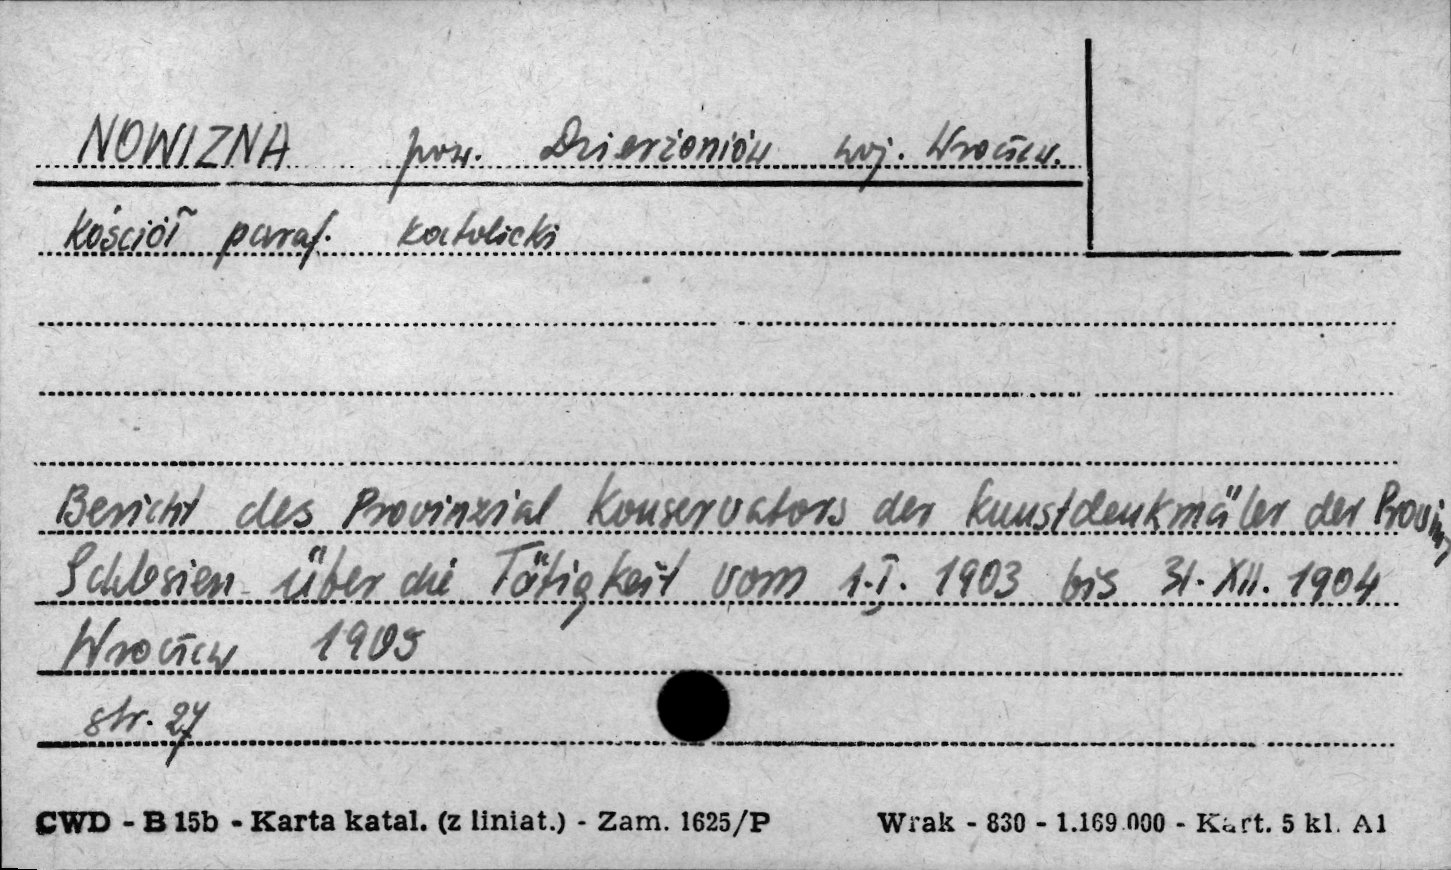 NOWIZNA pow. Dzierżoniów woj. Wrocław.
Kościół paraf. Katolicki
Bericht des Provinzial Konservators der Kunstdenkmäler der Provinz
Schlesien über die Tätigkeit vom 1.I. 1903 bis 31.XII. 1904
Wrocław 1905
str. 27
CWD - B 15b - Karta katal. (z liniat.) - Zam. 1625/P Wrak - 830 - 1.169.000 - Kart. 5 kl. A1